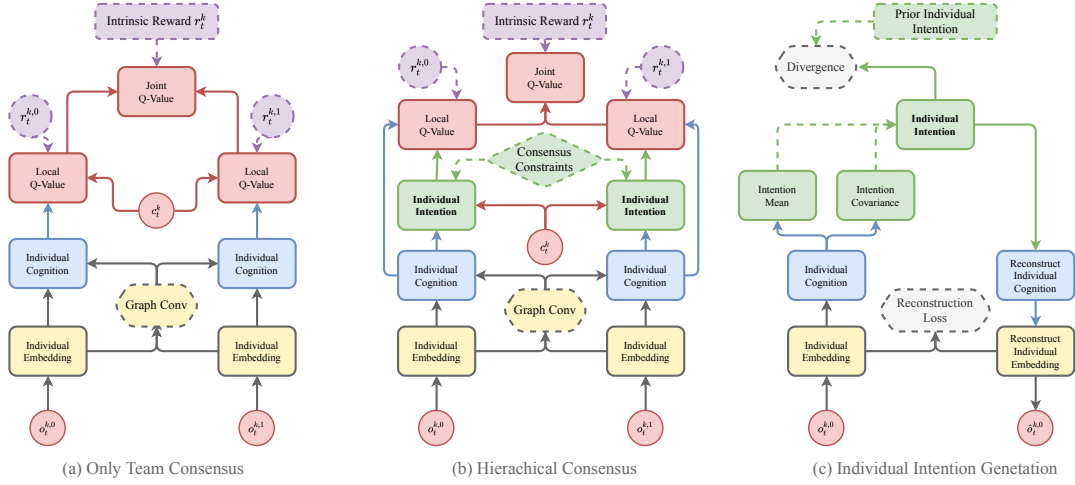 Intrinsic Reward r_t^k
Joint
Q-Value
r_t^{k,0}
r_t^{k,1}
Local
Q-Value
Local
Q-Value
c_t^k
Individual
Cognition
Individual
Cognition
Graph Conv
Individual
Embedding
Individual
Embedding
o_t^{k,0}
o_t^{k,1}
(a) Only Team Consensus
Intrinsic Reward r_t^k
r_t^{k,0}
Joint
Q-Value
r_t^{k,1}
Local
Q-Value
Local
Q-Value
Consensus
Constraints
Individual
Intention
Individual
Intention
c_t^k
Individual
Cognition
Individual
Cognition
Graph Conv
Individual
Embedding
Individual
Embedding
o_t^{k,0}
o_t^{k,1}
(b) Hierachical Consensus
Prior Individual
Intention
Divergence
Individual
Intention
Intention
Mean
Intention
Covariance
Individual
Cognition
Reconstruct
Individual
Cognition
Reconstruction
Loss
Individual
Embedding
Reconstruct
Individual
Embedding
o_t^{k,0}
ô_t^{k,0}
(c) Individual Intention Genetation